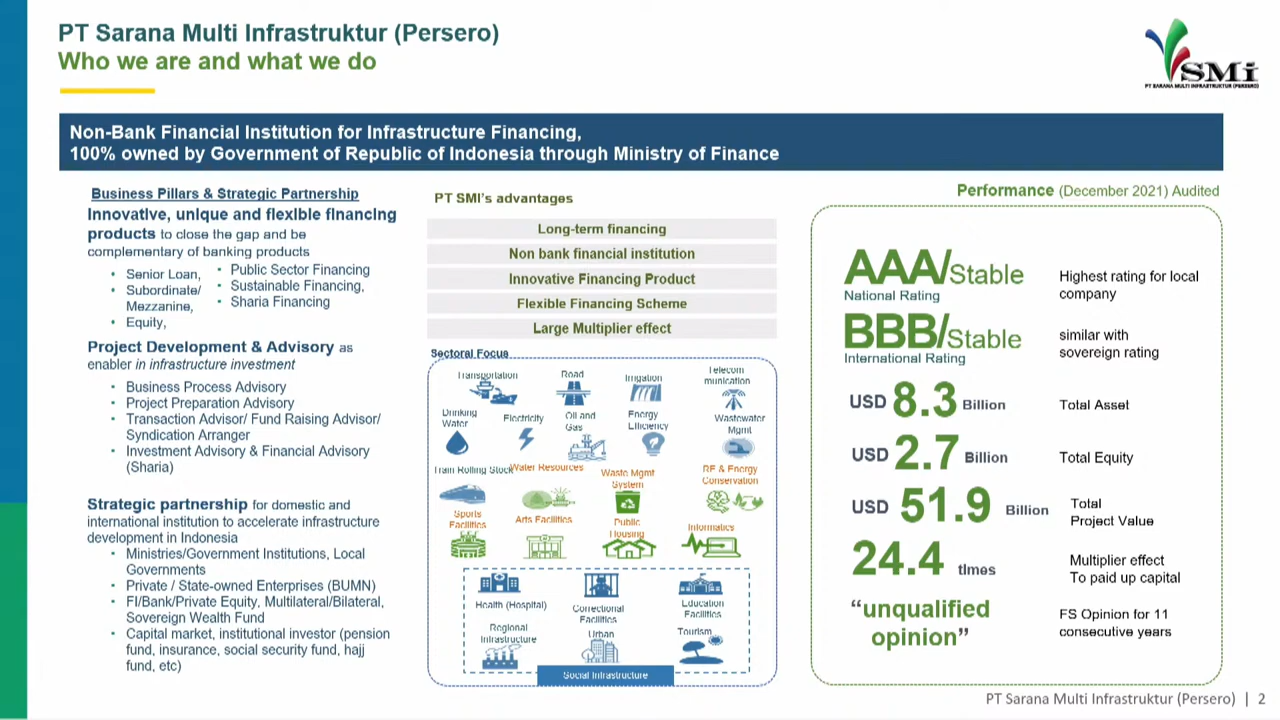 PT Sarana Multi Infrastruktur (Persero)
Who we are and what we do
SMi
PT SARANA MULTI INFRASTRUKTUR (PERSERO)
Non-Bank Financial Institution for Infrastructure Financing,
100% owned by Government of Republic of Indonesia through Ministry of Finance
Business Pillars & Strategic Partnership
Innovative, unique and flexible financing
products to close the gap and be
complementary of banking products
• Senior Loan,
• Subordinate/
Mezzanine,
• Equity,
• Public Sector Financing
• Sustainable Financing,
• Sharia Financing
Project Development & Advisory as
enabler in infrastructure investment
• Business Process Advisory
• Project Preparation Advisory
• Transaction Advisor/ Fund Raising Advisor/
Syndication Arranger
• Investment Advisory & Financial Advisory
(Sharia)
Strategic partnership for domestic and
international institution to accelerate infrastructure
development in Indonesia
• Ministries/Government Institutions, Local
Governments
• Private / State-owned Enterprises (BUMN)
• FI/Bank/Private Equity, Multilateral/Bilateral,
Sovereign Wealth Fund
• Capital market, institutional investor (pension
fund, insurance, social security fund, hajj
fund, etc)
PT SMI's advantages
Long-term financing
Non bank financial institution
Innovative Financing Product
Flexible Financing Scheme
Large Multiplier effect
Sectoral Focus
Transportation
Road
Irrigation
Telecom
munication
Drinking
Water
Electricity
Oil and
Gas
Energy
Efficiency
Wastewater
Mgmt
Train Rolling Stock
Water Resources
Waste Mgmt
System
RE & Energy
Conservation
Sports
Facilities
Arts Facilities
Public
Housing
Informatics
Health (Hospital)
Correctional
Facilities
Education
Facilities
Regional
Infrastructure
Urban
Tourism
Social Infrastructure
Performance (December 2021) Audited
AAA/Stable
National Rating
Highest rating for local
company
BBB/Stable
International Rating
similar with
sovereign rating
USD 8.3 Billion
Total Asset
USD 2.7 Billion
Total Equity
USD 51.9 Billion
Total
Project Value
24.4 times
Multiplier effect
To paid up capital
“unqualified
opinion”
FS Opinion for 11
consecutive years
PT Sarana Multi Infrastruktur (Persero) | 2